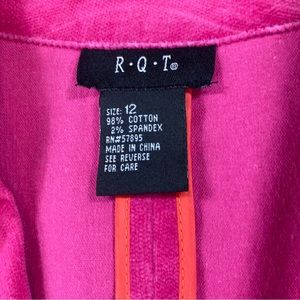 R·Q·T®
SIZE: 12
98% COTTON
2% SPANDEX
RN#57895
MADE IN CHINA
SEE REVERSE
FOR CARE